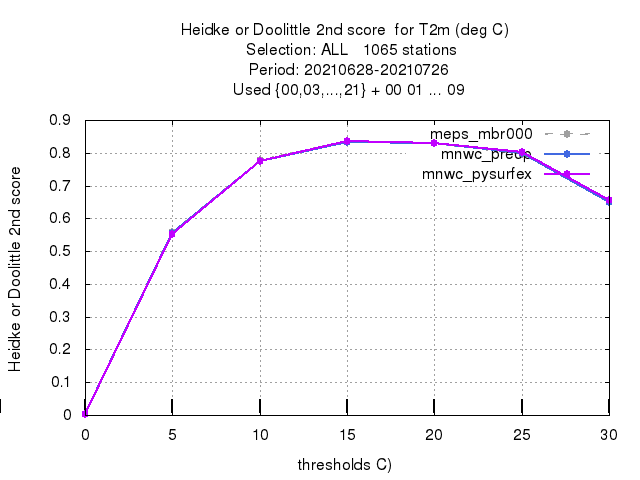 Heidke or Doolittle 2nd score  for T2m (deg C)
Selection: ALL   1065 stations
Period: 20210628-20210726
Used {00,03,...,21} + 00 01 ... 09
Heidke or Doolittle 2nd score
0.9
0.8
0.7
0.6
0.5
0.4
0.3
0.2
0.1
0
meps_mbr000
mnwc_preop
mnwc_pysurfex
0 5 10 15 20 25 30
thresholds C)